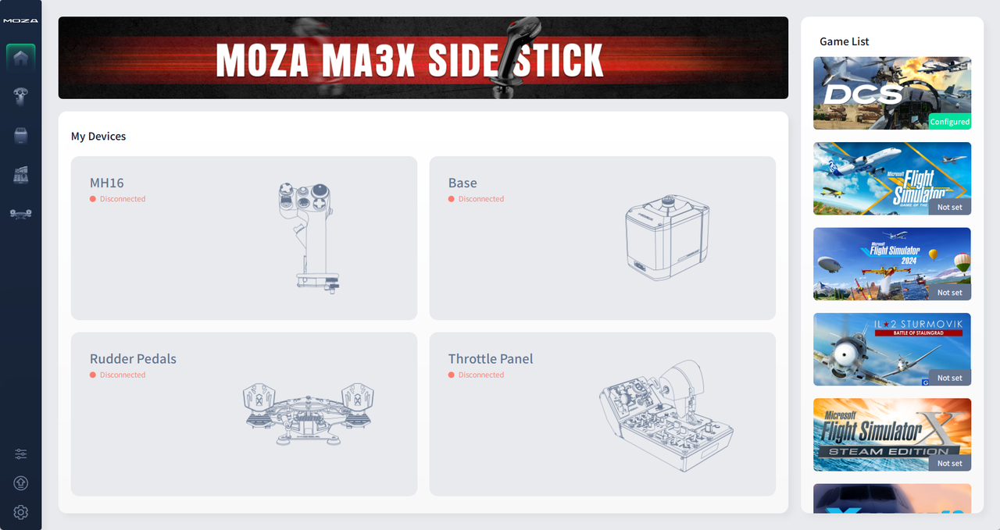 MOZA
MOZA MA3X SIDE STICK
My Devices
MH16
Disconnected
Base
Disconnected
Rudder Pedals
Disconnected
Throttle Panel
Disconnected
Game List
DCS
Configured
Microsoft
Flight
Simulator
GAME OF THE
Not set
Microsoft
Flight Simulator
2024
Not set
IL★2 STURMOVIK
BATTLE OF STALINGRAD
G
Not set
Microsoft
Flight Simulator X
STEAM EDITION
Not set